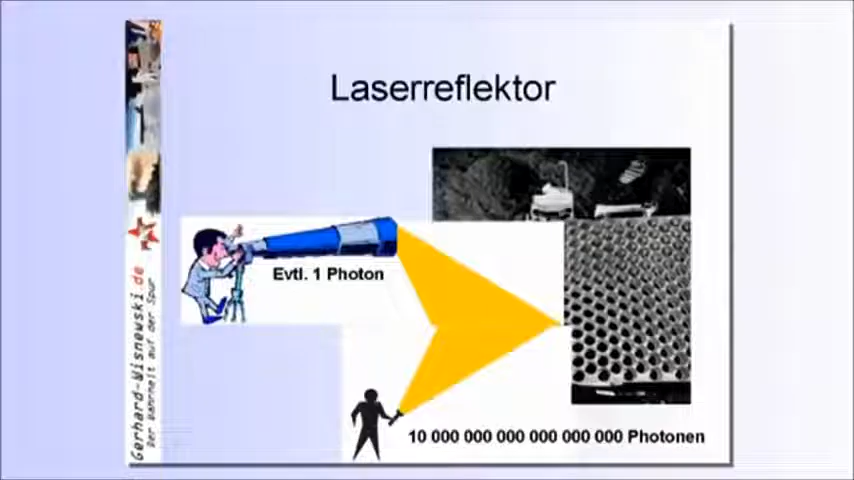 Laserreflektor
Evtl. 1 Photon
10 000 000 000 000 000 000 Photonen
Gerhard-Wisnewski.de
Der Wahrheit auf der Spur